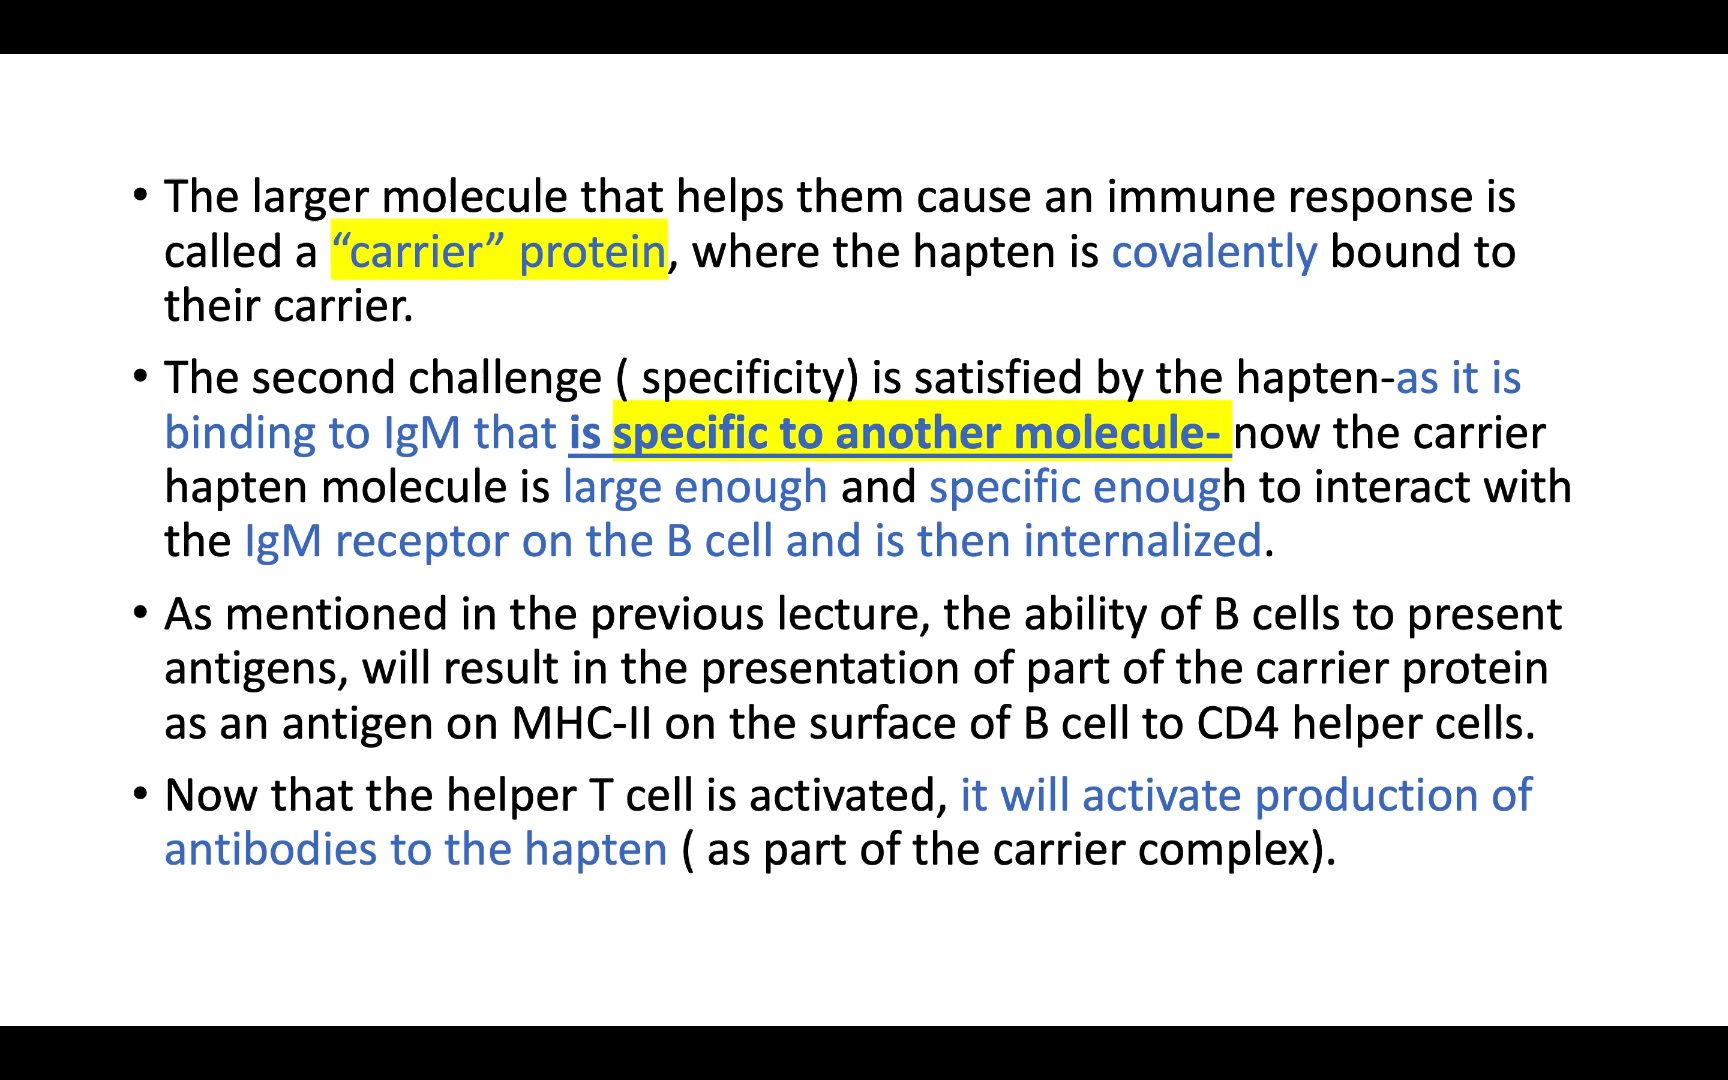 • The larger molecule that helps them cause an immune response is
called a “carrier” protein, where the hapten is covalently bound to
their carrier.
• The second challenge ( specificity) is satisfied by the hapten-as it is
binding to IgM that is specific to another molecule- now the carrier
hapten molecule is large enough and specific enough to interact with
the IgM receptor on the B cell and is then internalized.
• As mentioned in the previous lecture, the ability of B cells to present
antigens, will result in the presentation of part of the carrier protein
as an antigen on MHC-II on the surface of B cell to CD4 helper cells.
• Now that the helper T cell is activated, it will activate production of
antibodies to the hapten ( as part of the carrier complex).